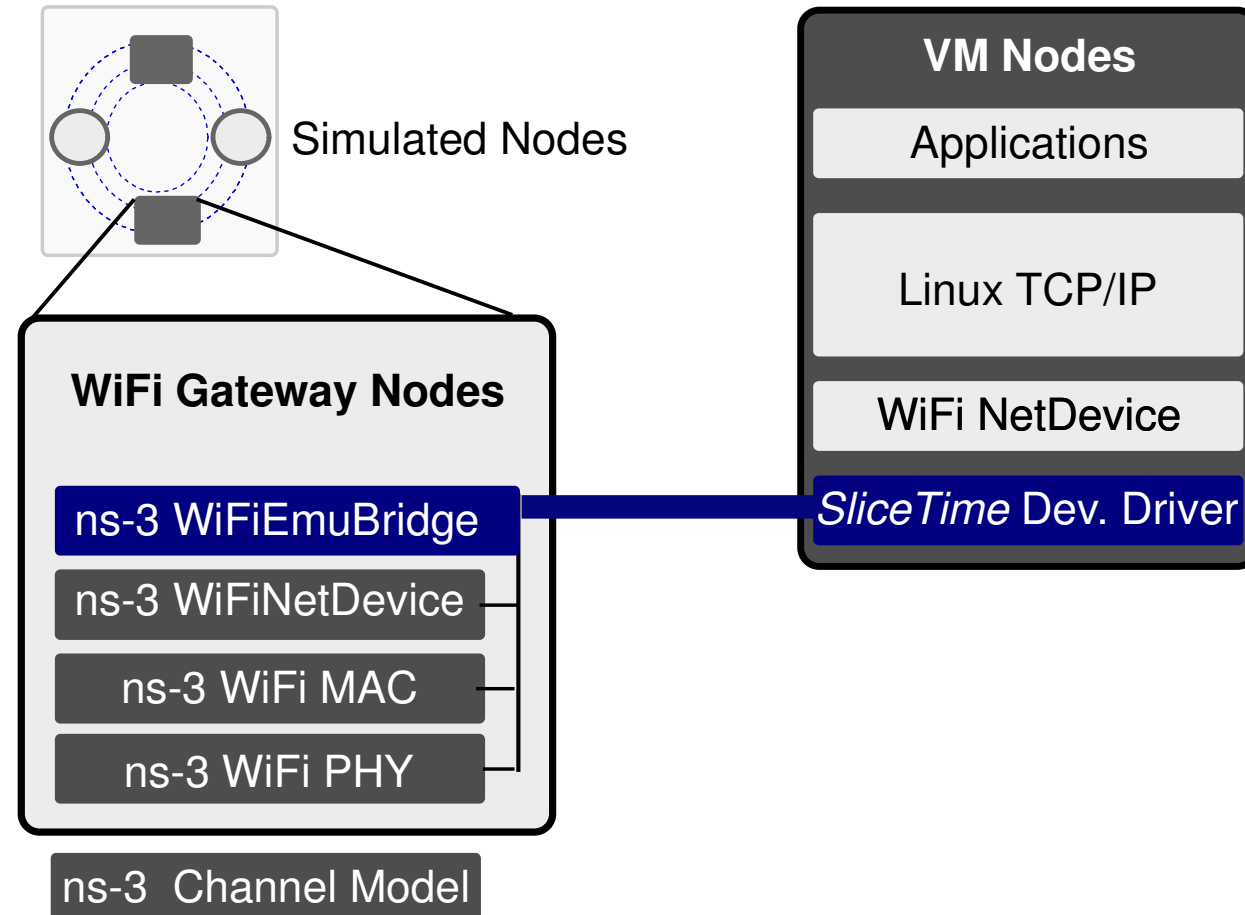 Simulated Nodes
WiFi Gateway Nodes
ns-3 WiFiEmuBridge
ns-3 WiFiNetDevice
ns-3 WiFi MAC
ns-3 WiFi PHY
ns-3 Channel Model
VM Nodes
Applications
Linux TCP/IP
WiFi NetDevice
SliceTime Dev. Driver